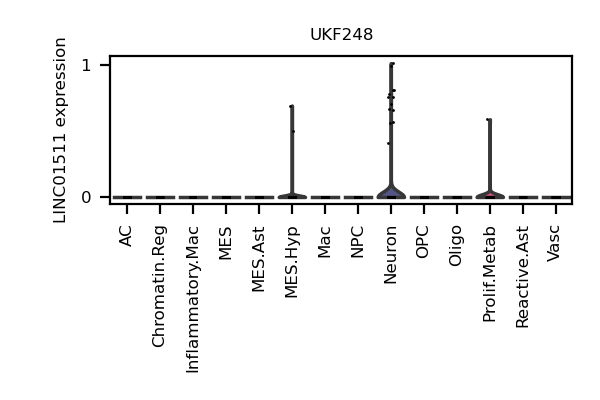 UKF248
LINC01511 expression
1
0
AC
Chromatin.Reg
Inflammatory.Mac
MES
MES.Ast
MES.Hyp
Mac
NPC
Neuron
OPC
Oligo
Prolif.Metab
Reactive.Ast
Vasc